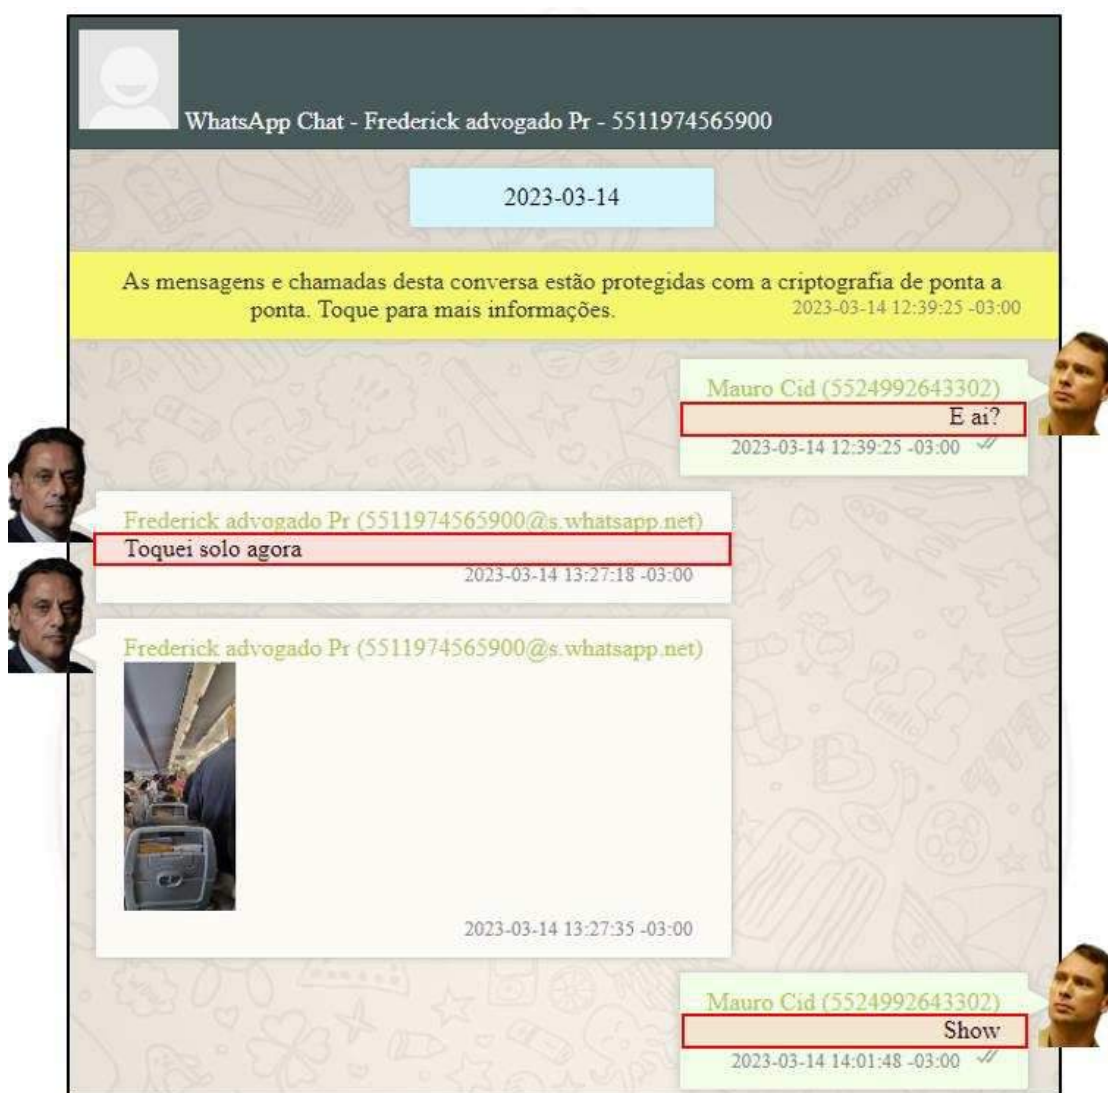 WhatsApp Chat - Frederick advogado Pr - 5511974565900
2023-03-14
As mensagens e chamadas desta conversa estão protegidas com a criptografia de ponta a
ponta. Toque para mais informações.
2023-03-14 12:39:25 -03:00
Mauro Cid (5524992643302)
E ai?
2023-03-14 12:39:25 -03:00
Frederick advogado Pr (5511974565900@s.whatsapp.net)
Toquei solo agora
2023-03-14 13:27:18 -03:00
Frederick advogado Pr (5511974565900@s.whatsapp.net)
2023-03-14 13:27:35 -03:00
Mauro Cid (5524992643302)
Show
2023-03-14 14:01:48 -03:00